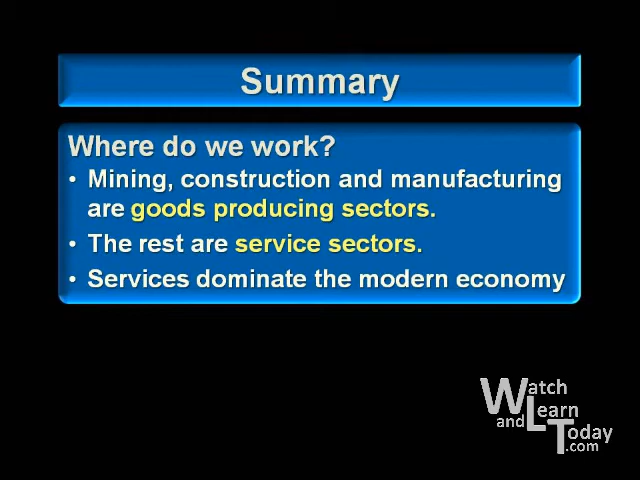 Summary
Where do we work?
• Mining, construction and manufacturing
are goods producing sectors.
• The rest are service sectors.
• Services dominate the modern economy
Watch
Learn
and
Today
.com